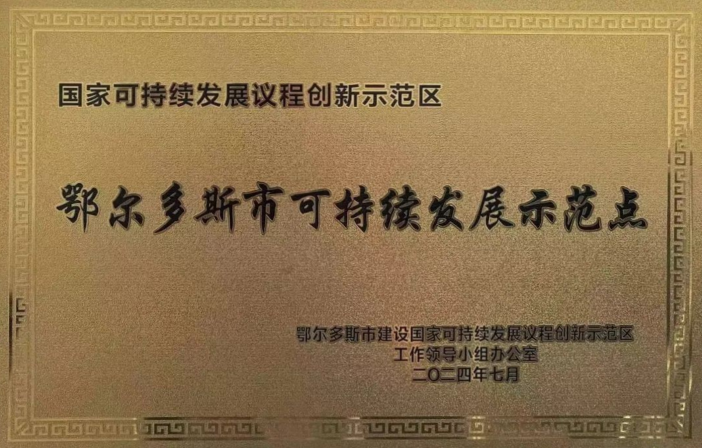 国家可持续发展议程创新示范区
鄂尔多斯市可持续发展示范点
鄂尔多斯市建设国家可持续发展议程创新示范区
工作领导小组办公室
二〇二四年七月